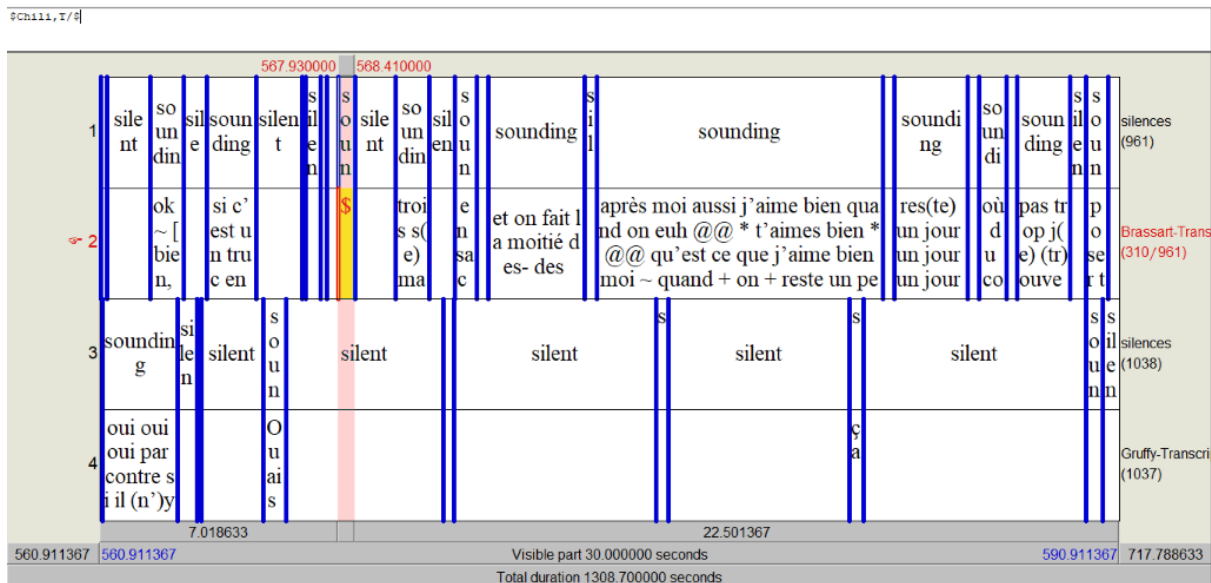 $Chili,T/$
567.930000 568.410000
1
sile
nt
so
un
din
sil
e
soun
ding
silen
t
s
il
e
n
s
o
u
n
sile
nt
so
un
din
sil
en
s
o
u
n
sounding
s
i
l
sounding
soundi
ng
so
un
di
soun
ding
s
il
e
n
s
o
u
n
silences
(961)
2
ok
~ [
bie
n,
si c’
est u
n tru
c en
$
troi
s s(
e)
ma
e
n
sa
c
et on fait l
a moitié d
es- des
après moi aussi j’aime bien qua
nd on euh @@ * t’aimes bien *
@@ qu’est ce que j’aime bien
moi ~ quand + on + reste un pe
res(te)
un jour
un jour
où
d
u
co
pas tr
op j(
e) (tr)
ouve
p
o
se
r t
Brassart-Trans
(310/961)
3
soundin
g
si
le
n
silent
s
o
u
n
silent
s
silent
silent
s
silent
s
o
u
n
s
il
e
n
silences
(1038)
4
oui oui
oui par
contre s
i il (n’)y
O
u
ai
s
ç
a
Gruffy-Transcri
(1037)
7.018633 22.501367
560.911367 560.911367 Visible part 30.000000 seconds 590.911367 717.788633
Total duration 1308.700000 seconds